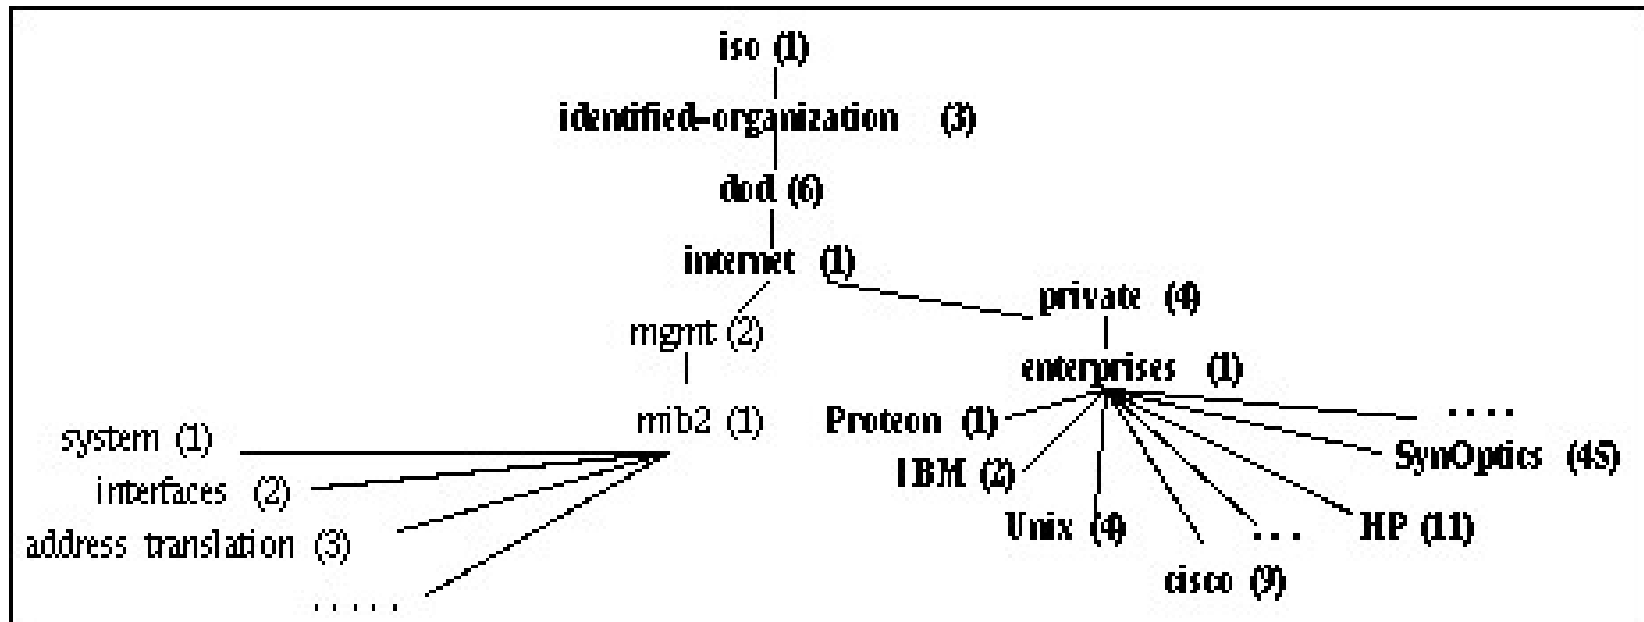 iso (1)
identified-organization (3)
dod (6)
internet (1)
private (4)
mgmt (2)
enterprises (1)
mib2 (1)
Proteon (1)
. . . .
system (1)
SynOptics (45)
IBM (2)
interfaces (2)
Unix (4)
. . .
HP (11)
address translation (3)
cisco (9)
. . . . .